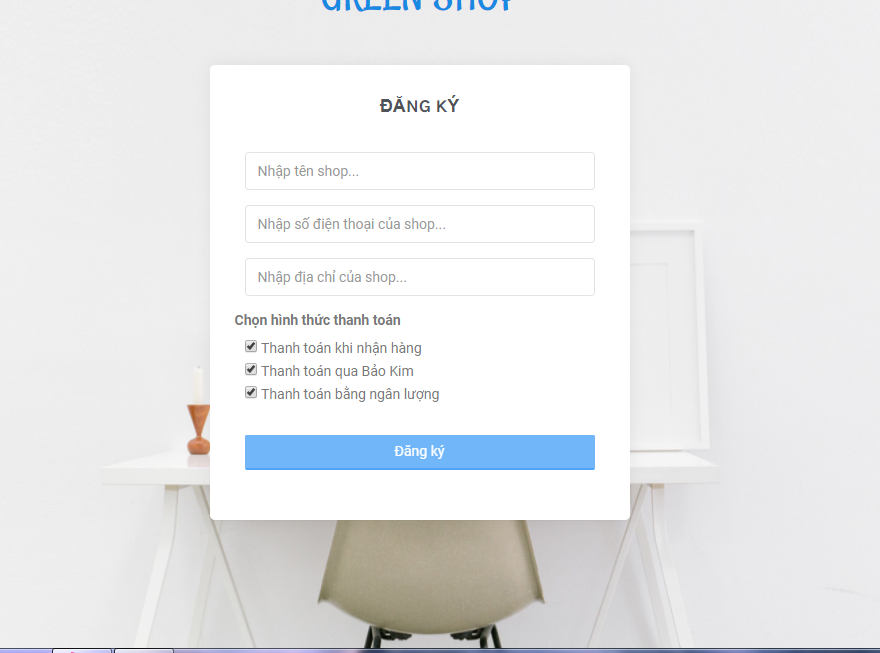 GREEN SHOP
ĐĂNG KÝ
Nhập tên shop...
Nhập số điện thoại của shop...
Nhập địa chỉ của shop...
Chọn hình thức thanh toán
Thanh toán khi nhận hàng
Thanh toán qua Bảo Kim
Thanh toán bằng ngân lượng
Đăng ký